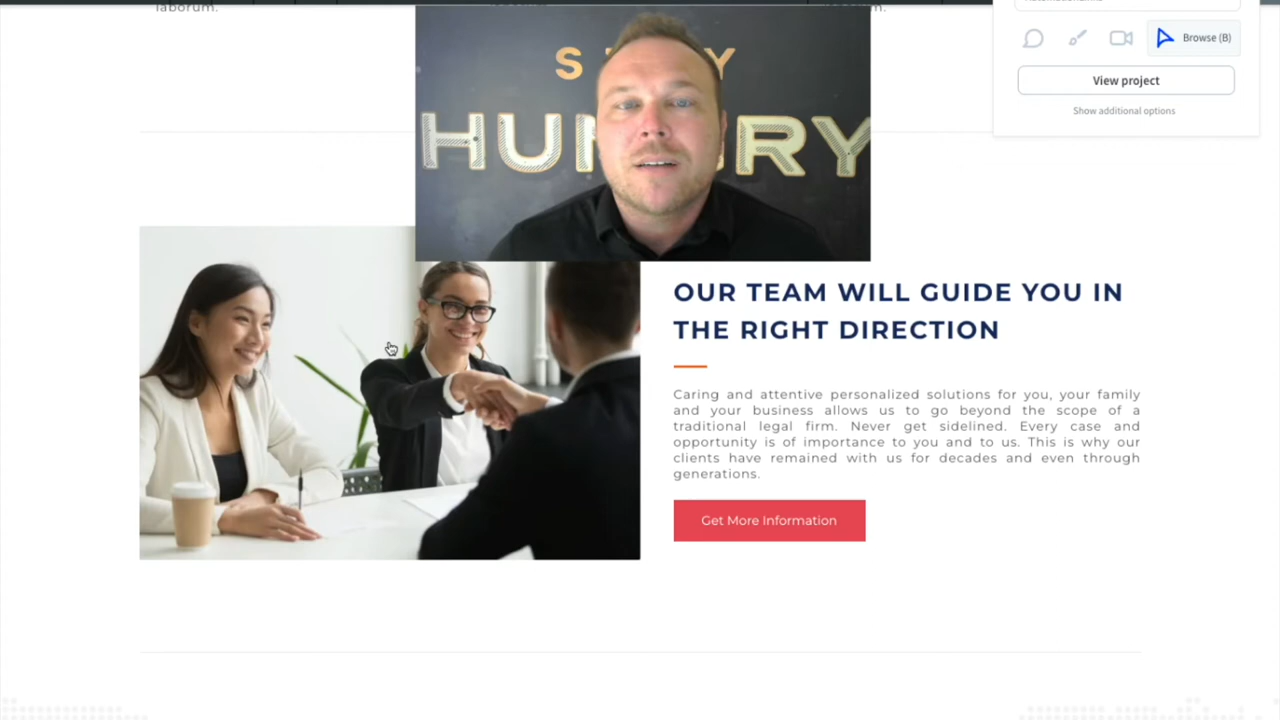 laborum.
Browse (B)
View project
Show additional options
HUNGRY
OUR TEAM WILL GUIDE YOU IN
THE RIGHT DIRECTION
Caring and attentive personalized solutions for you, your family
and your business allows us to go beyond the scope of a
traditional legal firm. Never get sidelined. Every case and
opportunity is of importance to you and to us. This is why our
clients have remained with us for decades and even through
generations.
Get More Information